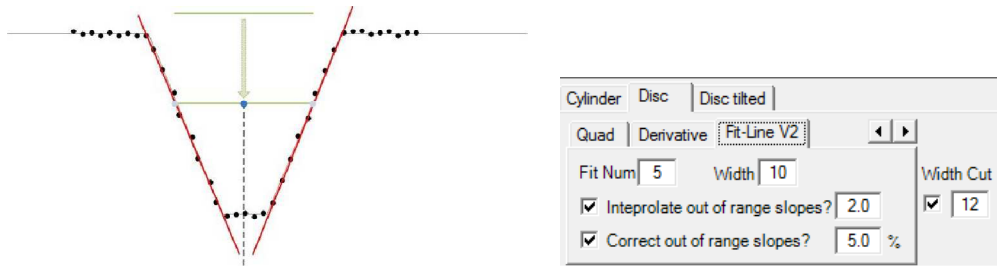 Cylinder Disc Disc tilted
Quad Derivative Fit-Line V2
Fit Num 5 Width 10 Width Cut
Inteprolate out of range slopes? 2.0 12
Correct out of range slopes? 5.0 %